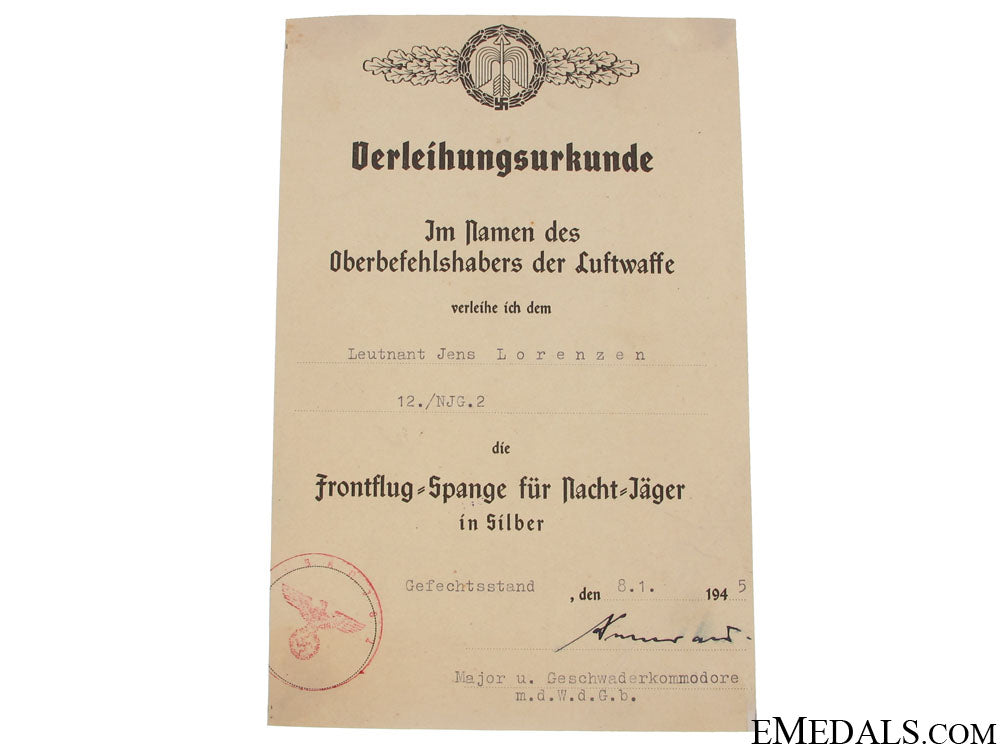 Verleihungsurkunde
Im Namen des
Oberbefehlshabers der Luftwaffe
verleihe ich dem
Leutnant Jens Lorenzen
12./NJG.2
die
Frontflug=Spange für Nacht=Jäger
in Silber
Gefechtsstand , den 8.1. 1945
Major u. Geschwaderkommodore
m.d.W.d.G.b.
EMEDALS.COM